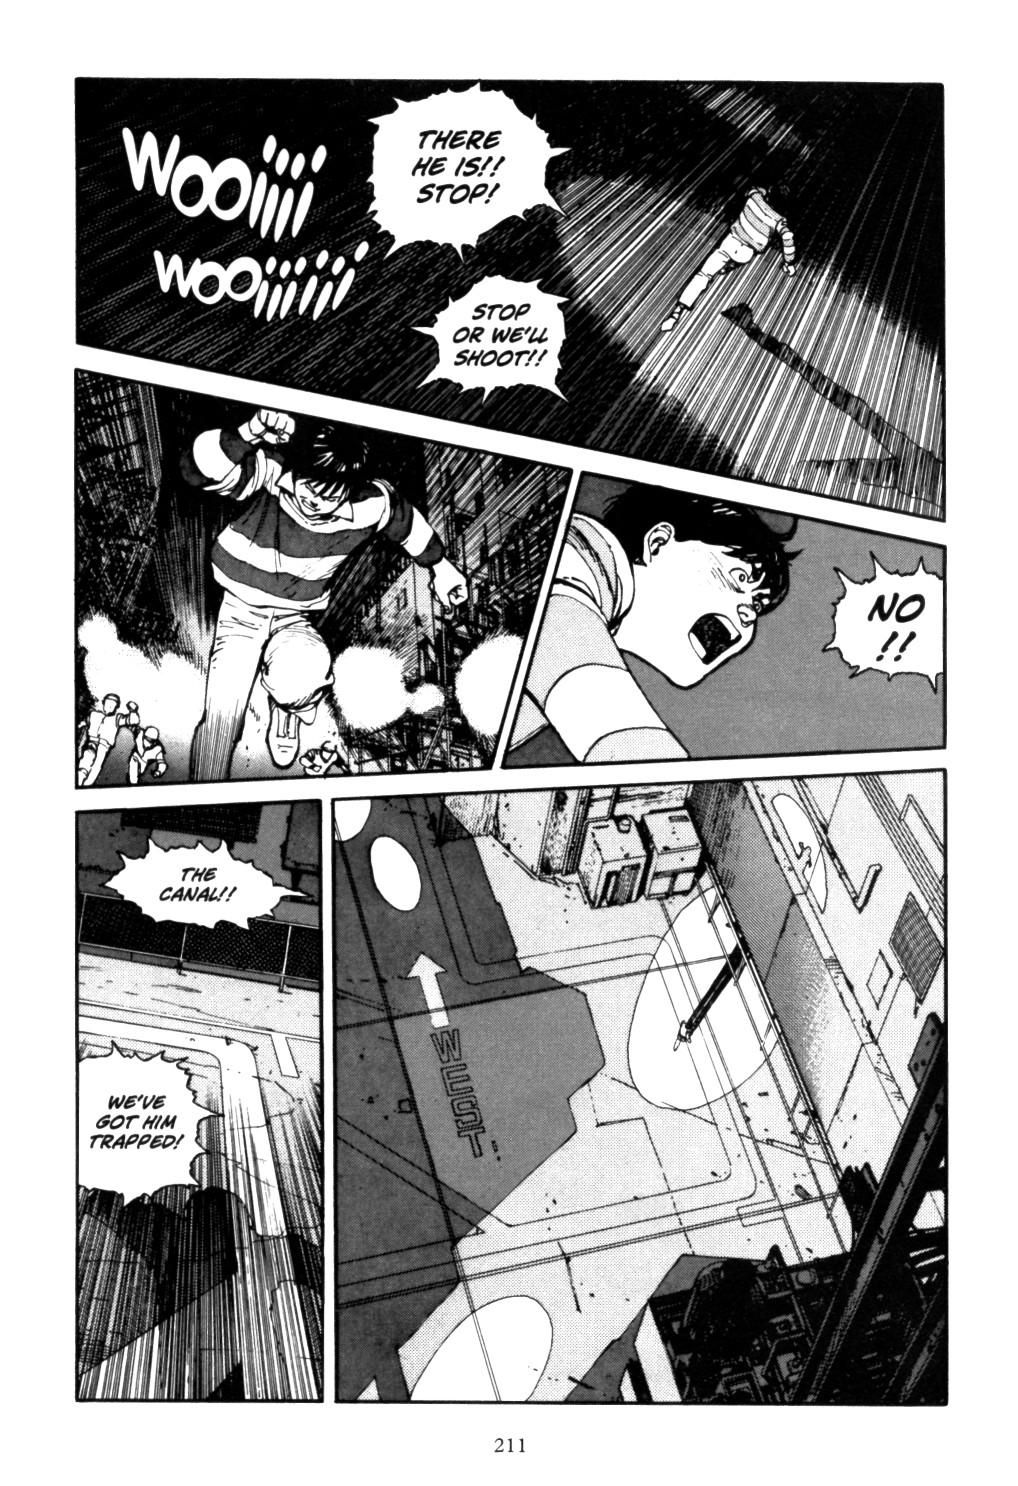 WOOiiii
WOOiiiiii
THERE
HE IS!!
STOP!
STOP
OR WE'LL
SHOOT!!
NO
!!
THE
CANAL!!
WE'VE
GOT HIM
TRAPPED!
WEST
211